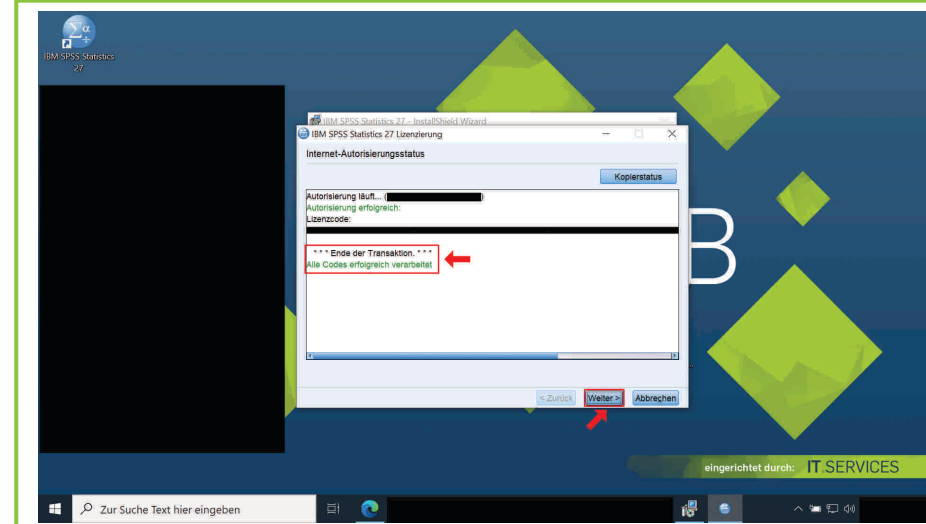 IBM SPSS Statistics
27
IBM SPSS Statistics 27 - InstallShield Wizard
IBM SPSS Statistics 27 Lizenzierung
Internet-Autorisierungsstatus
Kopierstatus
Autorisierung läuft... (
)
Autorisierung erfolgreich:
Lizenzcode:
* * * Ende der Transaktion. * * *
Alle Codes erfolgreich verarbeitet
< Zurück
Weiter >
Abbrechen
B
eingerichtet durch: IT.SERVICES
Zur Suche Text hier eingeben